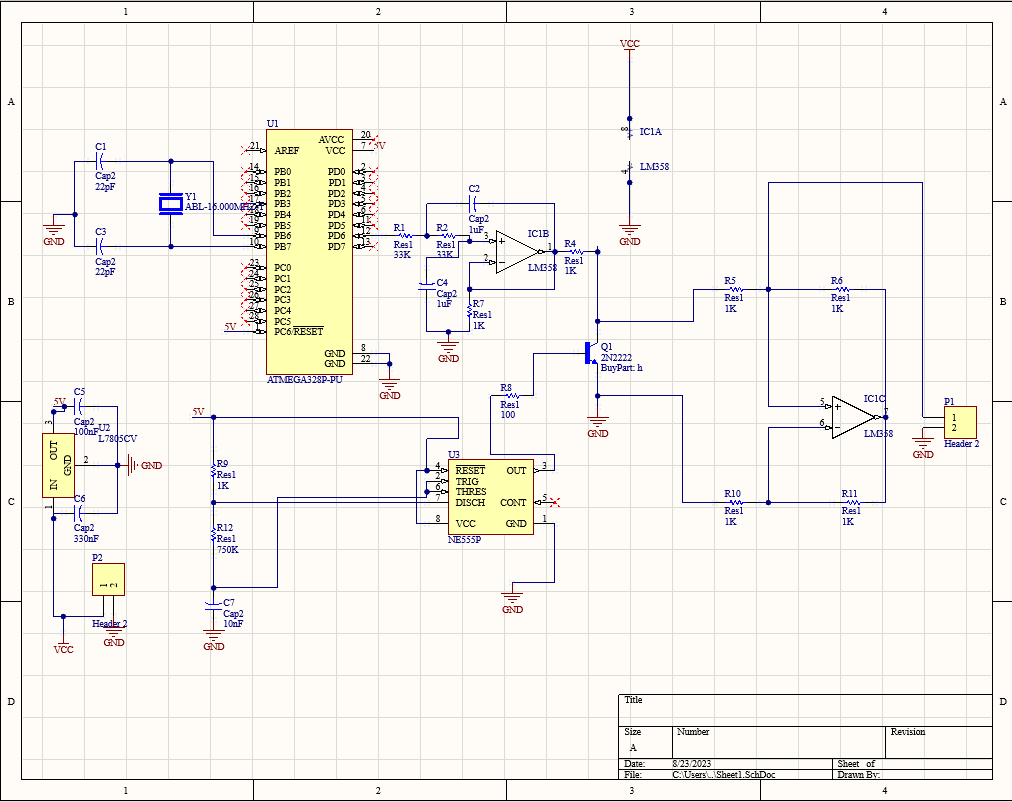 1
2
3
4
A
B
C
D
A
B
C
D
1
2
3
4
VCC
8
IC1A
4
LM358
GND
U1
21
AREF
AVCC
20
VCC
7
5V
14
PB0
PB1
16
PB2
PB3
PB4
19
PB5
PB6
10
PB7
PD0
2
PD1
PD2
4
PD3
PD4
6
PD5
11
PD6
12
PD7
13
23
PC0
24
PC1
25
PC2
26
PC3
27
PC4
28
PC5
1
PC6/RESET
5V
GND
8
GND
22
ATMEGA328P-PU
GND
C1
Cap2
22pF
Y1
ABL-16.000MHZ
C3
Cap2
22pF
GND
R1
Res1
33K
R2
Res1
33K
C2
Cap2
1uF
C4
Cap2
1uF
IC1B
3
2
1
LM358
R7
Res1
1K
GND
R4
Res1
1K
R5
Res1
1K
R6
Res1
1K
Q1
2N2222
BuyPart: h
GND
R8
Res1
100
IC1C
5
6
7
LM358
P1
1
2
Header 2
GND
R10
Res1
1K
R11
Res1
1K
C5
5V
Cap2
100nF
U2
L7805CV
3
OUT
GND
2
IN
1
GND
C6
Cap2
330nF
P2
1
2
Header 2
VCC
GND
5V
R9
Res1
1K
R12
Res1
750K
C7
Cap2
10nF
GND
U3
4
RESET
2
TRIG
6
THRES
7
DISCH
8
VCC
OUT
3
CONT
5
GND
1
NE555P
GND
Title
Size
Number
Revision
A
Date:
8/23/2023
Sheet of
File:
C:\Users\..\Sheet1.SchDoc
Drawn By: